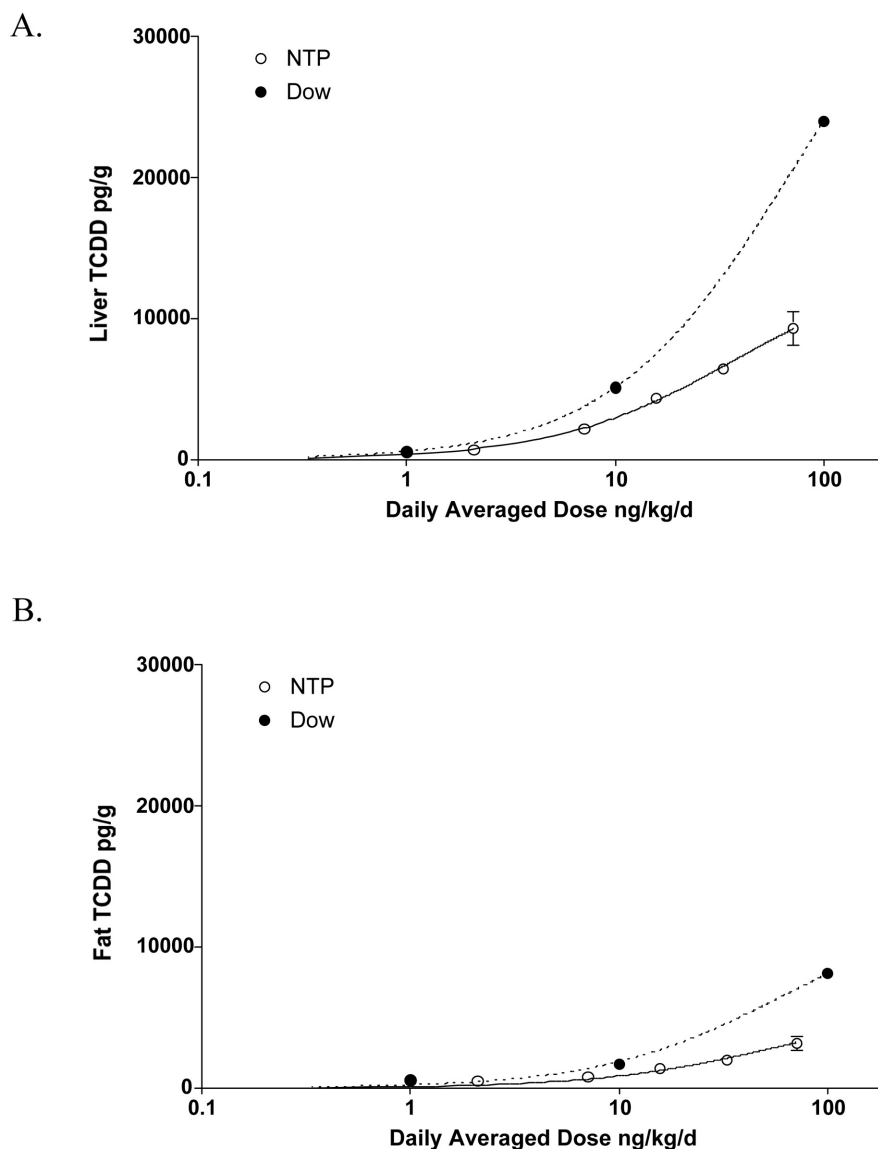 A.
30000
NTP
Dow
20000
Liver TCDD pg/g
10000
0
0.1 1 10 100
Daily Averaged Dose ng/kg/d
B.
30000
NTP
Dow
20000
Fat TCDD pg/g
10000
0
0.1 1 10 100
Daily Averaged Dose ng/kg/d